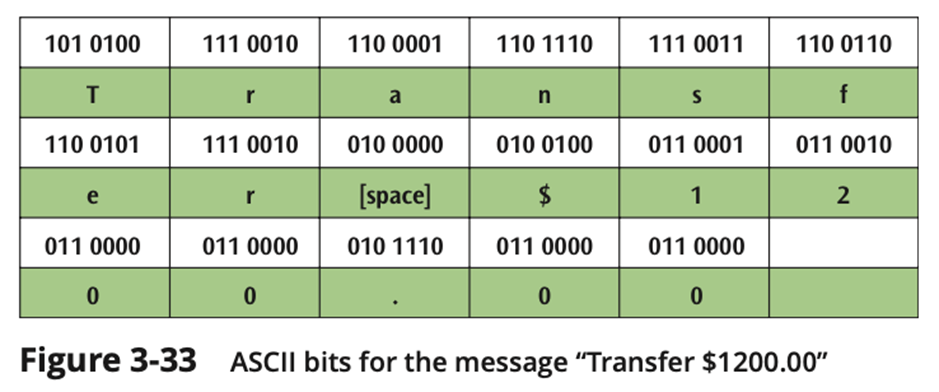 101 0100 111 0010 110 0001 110 1110 111 0011 110 0110
T r a n s f
110 0101 111 0010 010 0000 010 0100 011 0001 011 0010
e r [space] $ 1 2
011 0000 011 0000 010 1110 011 0000 011 0000
0 0 . 0 0
Figure 3-33 ASCII bits for the message “Transfer $1200.00”